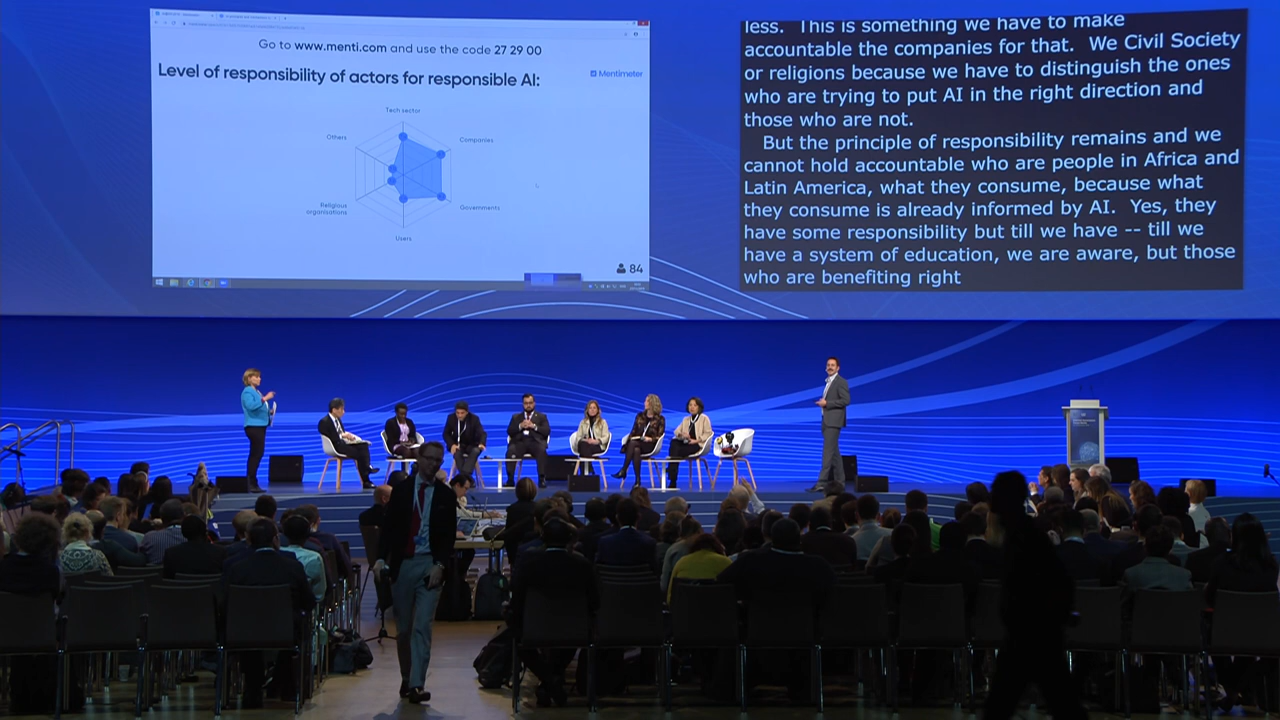 Go to www.menti.com and use the code 27 29 00
Level of responsibility of actors for responsible AI:
Mentimeter
Tech sector
Others
Companies
Religious
organisations
Governments
Users
84
less. This is something we have to make
accountable the companies for that. We Civil Society
or religions because we have to distinguish the ones
who are trying to put AI in the right direction and
those who are not.
But the principle of responsibility remains and we
cannot hold accountable who are people in Africa and
Latin America, what they consume, because what
they consume is already informed by AI. Yes, they
have some responsibility but till we have -- till we
have a system of education, we are aware, but those
who are benefiting right